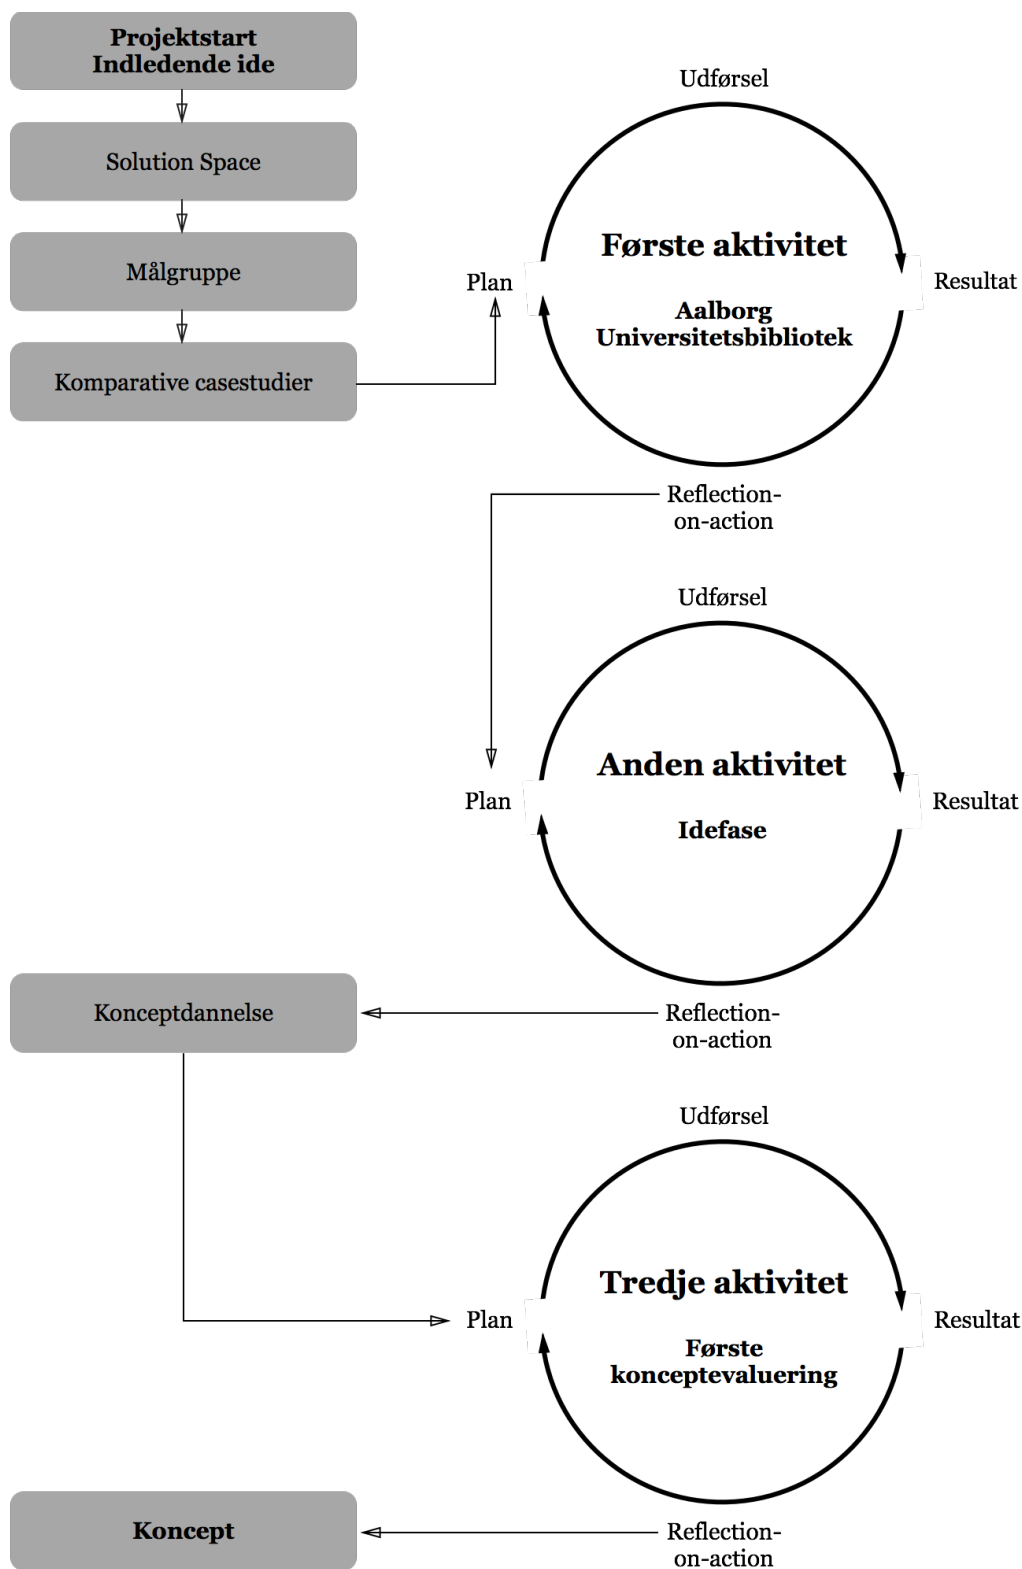 Projektstart
Indledende ide
Solution Space
Målgruppe
Komparative casestudier
Udførsel
Første aktivitet
Aalborg
Universitetsbibliotek
Plan
Resultat
Reflection-
on-action
Udførsel
Anden aktivitet
Idefase
Plan
Resultat
Reflection-
on-action
Konceptdannelse
Udførsel
Tredje aktivitet
Første
konceptevaluering
Plan
Resultat
Reflection-
on-action
Koncept